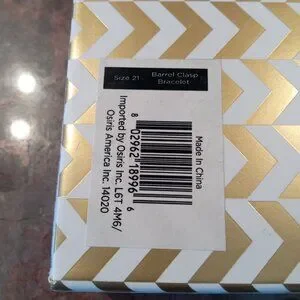 Size 21 Barrel Clasp
Bracelet
Made In China
8 02962 18996 6
Imported by Osiris Inc. L6T 4M6/
Osiris America Inc. 14020